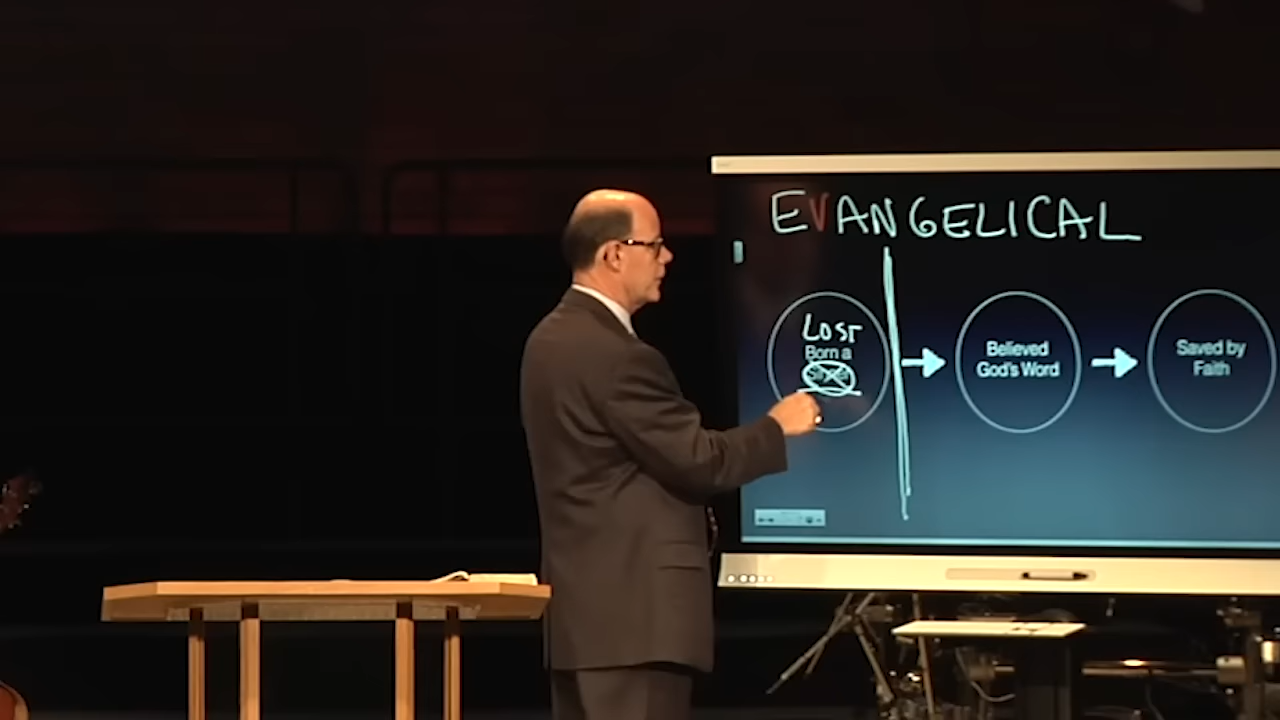 EVANGELICAL
LOST
Born a
Believed
God's Word
Saved by
Faith